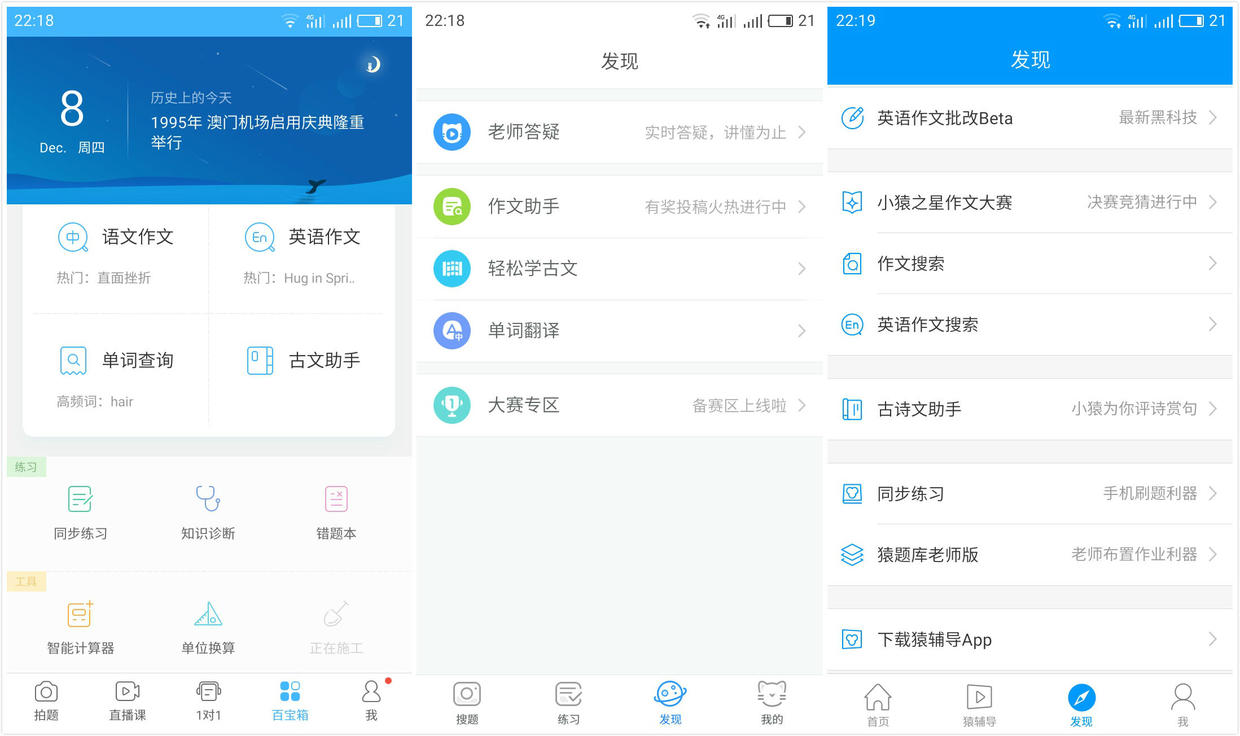 22:18
4G
21
8
Dec. 周四
历史上的今天
1995年 澳门机场启用庆典隆重
举行
语文作文
热门：直面挫折
英语作文
热门：Hug in Spri..
中
En
单词查询
高频词：hair
古文助手
练习
同步练习
知识诊断
错题本
工具
智能计算器
单位换算
正在施工
拍题
直播课
1对1
百宝箱
我
22:18
4G
21
发现
老师答疑
实时答疑，讲懂为止
作文助手
有奖投稿火热进行中
轻松学古文
A中
单词翻译
1
大赛专区
备赛区上线啦
搜题
练习
发现
我的
22:19
4G
21
发现
英语作文批改Beta
最新黑科技
小猿之星作文大赛
决赛竞猜进行中
作文搜索
En
英语作文搜索
古诗文助手
小猿为你评诗赏句
同步练习
手机刷题利器
猿题库老师版
老师布置作业利器
下载猿辅导App
首页
猿辅导
发现
我